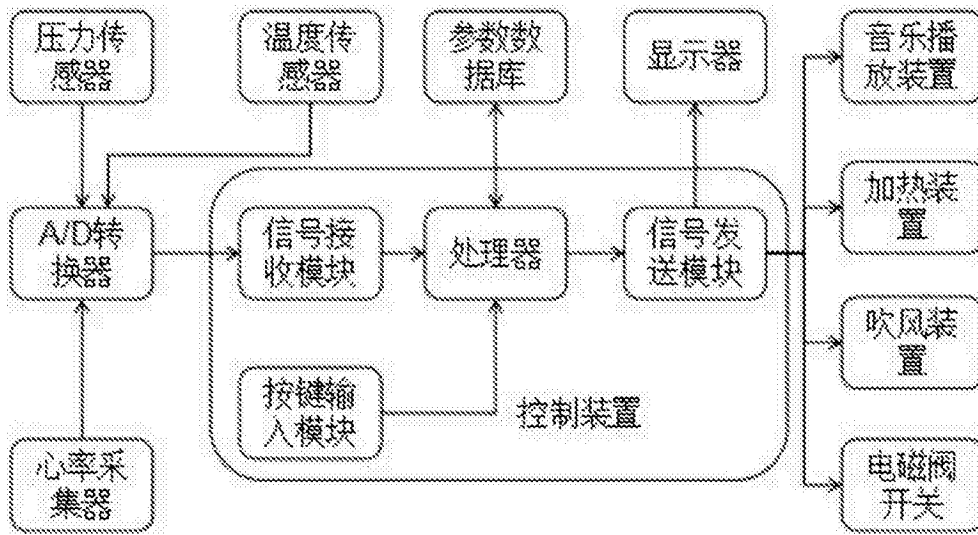 压力传
感器
温度传
感器
参数数
据库
显示器
音乐播
放装置
A/D转
换器
信号接
收模块
处理器
信号发
送模块
加热装
置
吹风装
置
按键输
入模块
控制装置
心率采
集器
电磁阀
开关